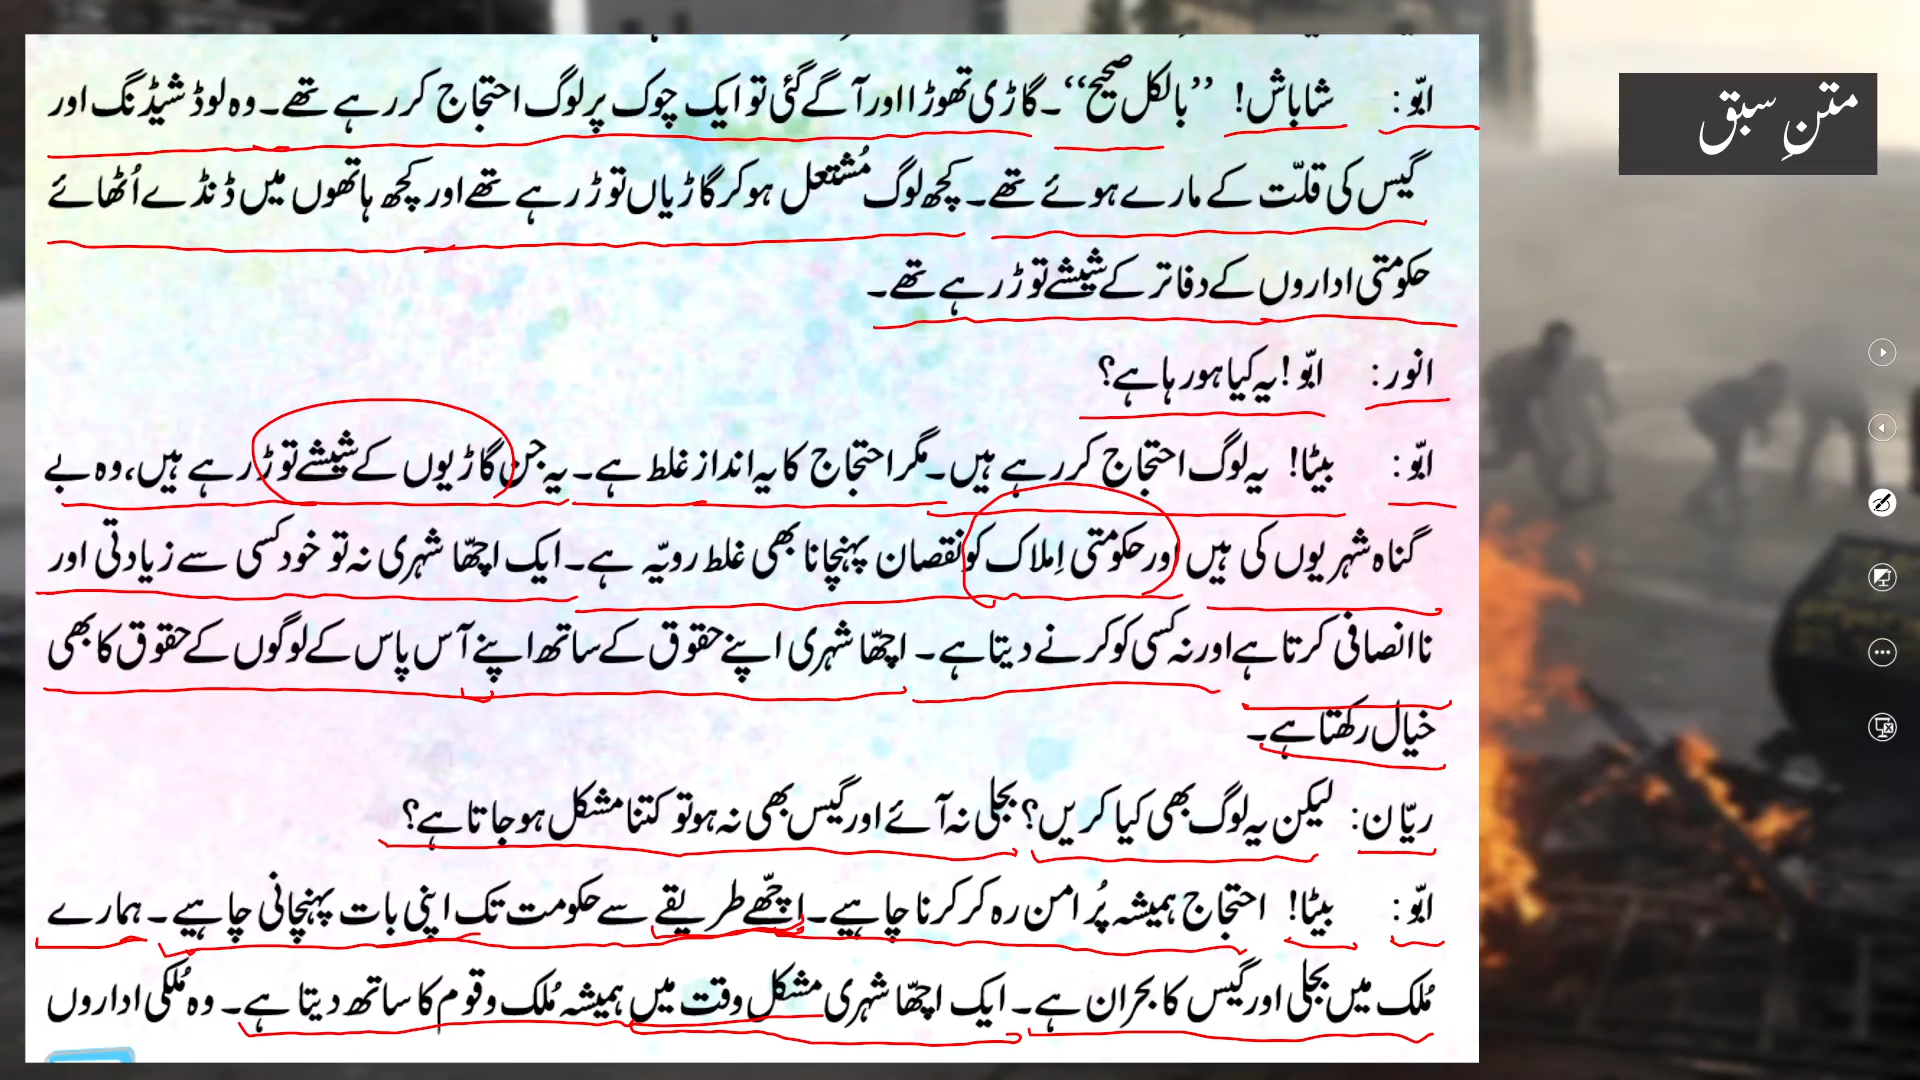 متنِ سبق
ابّو: شاباش! ”بالکل صحیح“۔ گاڑی تھوڑا اور آگے گئی تو ایک چوک پر لوگ احتجاج کر رہے تھے۔ وہ لوڈ شیڈنگ اور
گیس کی قلّت کے مارے ہوئے تھے۔ کچھ لوگ مُشتعل ہو کر گاڑیاں توڑ رہے تھے اور کچھ ہاتھوں میں ڈنڈے اُٹھائے
حکومتی اداروں کے دفاتر کے شیشے توڑ رہے تھے۔
انور: ابّو! یہ کیا ہو رہا ہے؟
ابّو: بیٹا! یہ لوگ احتجاج کر رہے ہیں۔ مگر احتجاج کا یہ انداز غلط ہے۔ یہ جن گاڑیوں کے شیشے توڑ رہے ہیں، وہ بے
گناہ شہریوں کی ہیں اور حکومتی اِملاک کو نقصان پہنچانا بھی غلط رویّہ ہے۔ ایک اچھّا شہری نہ تو خود کسی سے زیادتی اور
ناانصافی کرتا ہے اور نہ کسی کو کرنے دیتا ہے۔ اچھّا شہری اپنے حقوق کے ساتھ اپنے آس پاس کے لوگوں کے حقوق کا بھی
خیال رکھتا ہے۔
ریّان: لیکن یہ لوگ بھی کیا کریں؟ بجلی نہ آئے اور گیس بھی نہ ہو تو کتنا مشکل ہو جاتا ہے؟
ابّو: بیٹا! احتجاج ہمیشہ پُر امن رہ کر کرنا چاہیے۔ اچھّے طریقے سے حکومت تک اپنی بات پہنچانی چاہیے۔ ہمارے
مُلک میں بجلی اور گیس کا بحران ہے۔ ایک اچھّا شہری مشکل وقت میں ہمیشہ مُلک و قوم کا ساتھ دیتا ہے۔ وہ مُلکی اداروں